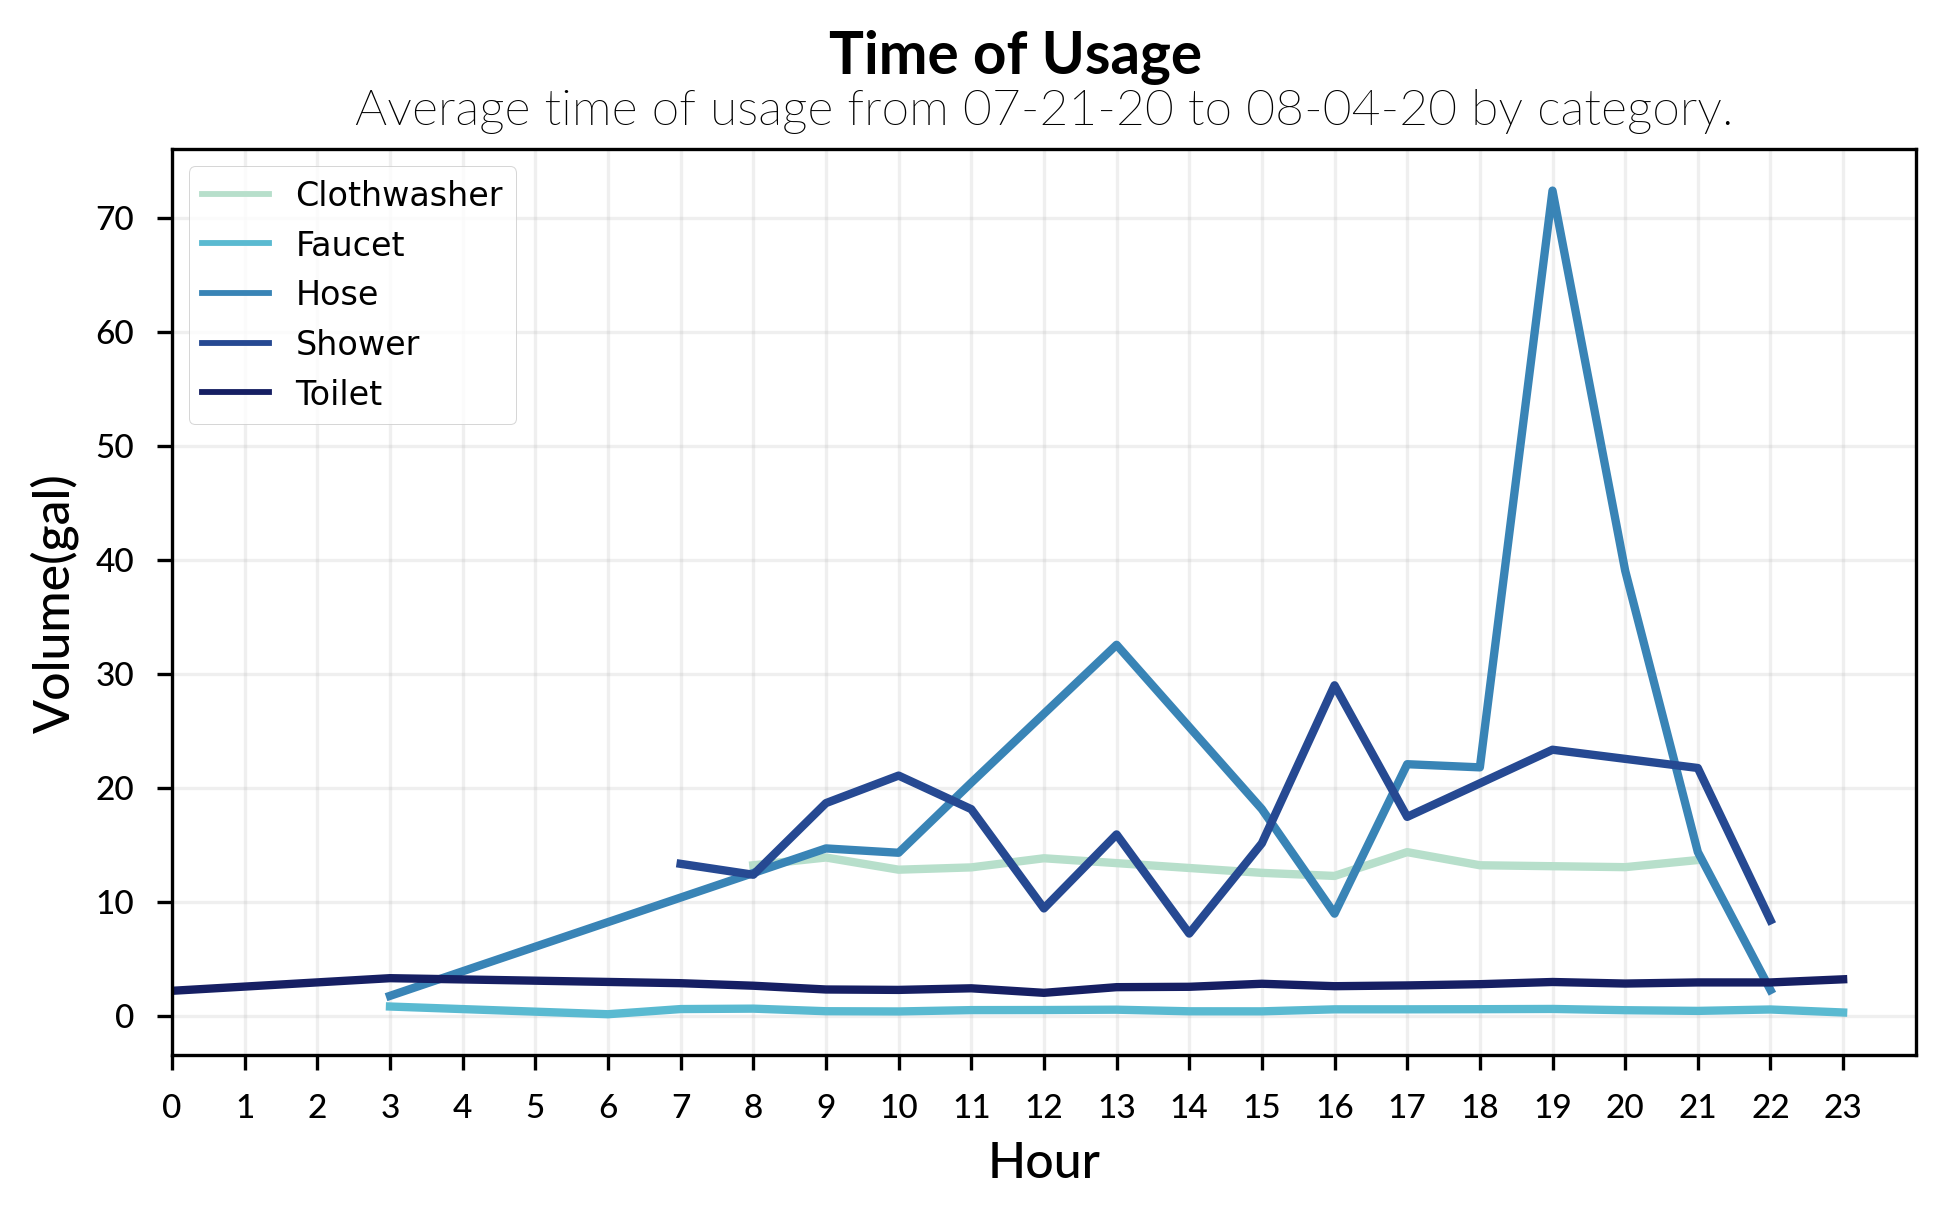 Time of Usage
Average time of usage from 07-21-20 to 08-04-20 by category.
Clothwasher
Faucet
Hose
Shower
Toilet
70
60
50
40
30
20
10
0
Volume(gal)
0 1 2 3 4 5 6 7 8 9 10 11 12 13 14 15 16 17 18 19 20 21 22 23
Hour